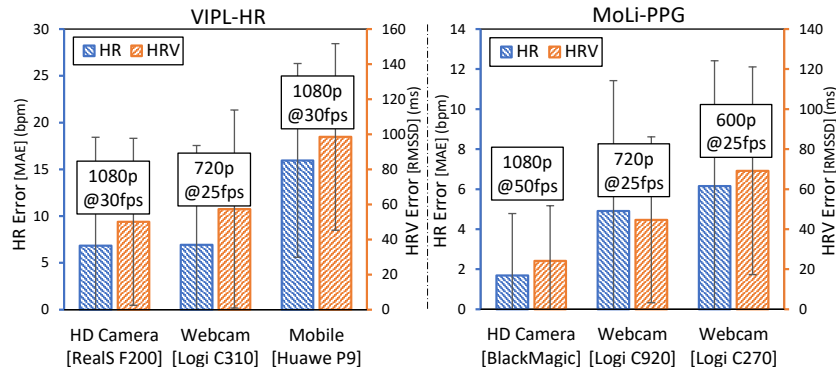 VIPL-HR
HR Error [MAE] (bpm)
30
25
20
15
10
5
0
HR HRV
1080p
@30fps
720p
@25fps
1080p
@30fps
160
140
120
100
80
60
40
20
0
HRV Error [RMSSD] (ms)
HD Camera
[RealS F200]
Webcam
[Logi C310]
Mobile
[Huawe P9]
MoLi-PPG
HR Error [MAE] (bpm)
14
12
10
8
6
4
2
0
HR HRV
1080p
@50fps
720p
@25fps
600p
@25fps
140
120
100
80
60
40
20
0
HRV Error [RMSSD] (ms)
HD Camera
[BlackMagic]
Webcam
[Logi C920]
Webcam
[Logi C270]